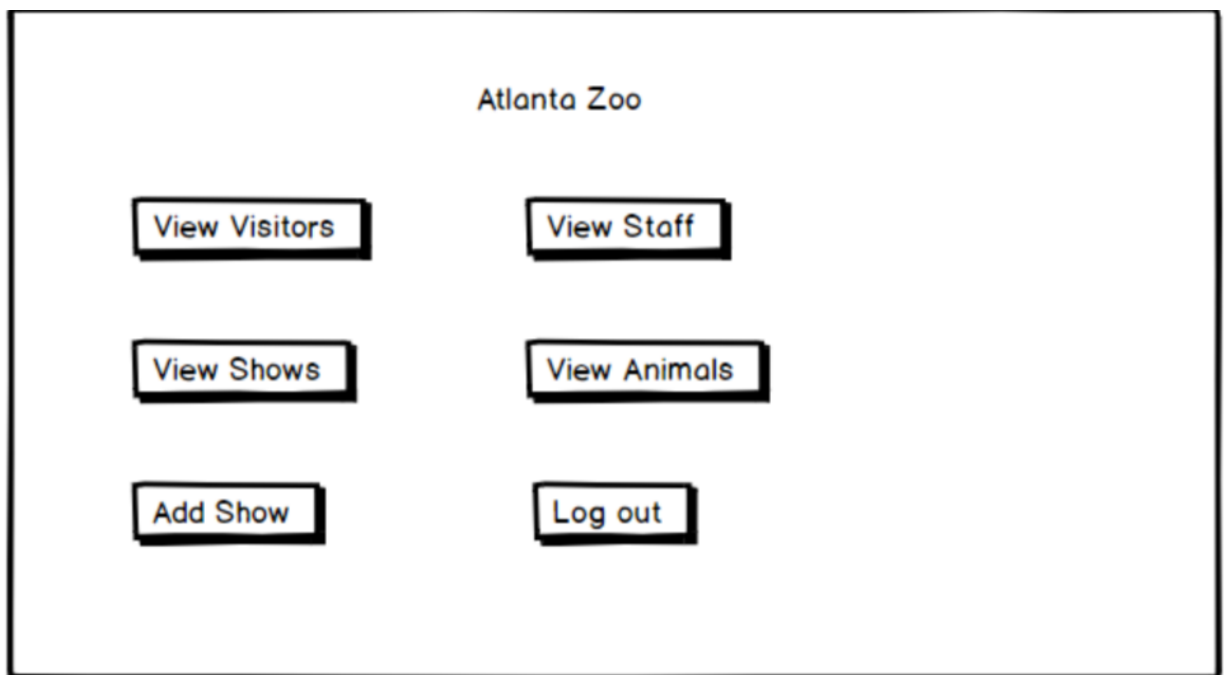 Atlanta Zoo
View Visitors
View Staff
View Shows
View Animals
Add Show
Log out